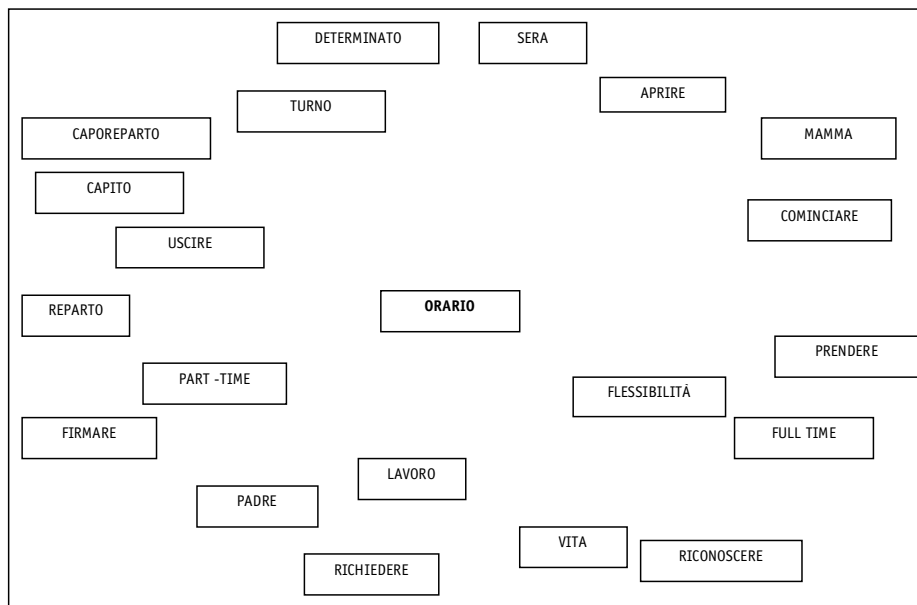 DETERMINATO
SERA
APRIRE
TURNO
CAPOREPARTO
MAMMA
CAPITO
COMINCIARE
USCIRE
REPARTO
ORARIO
PRENDERE
PART -TIME
FLESSIBILITÁ
FIRMARE
FULL TIME
LAVORO
PADRE
VITA
RICONOSCERE
RICHIEDERE